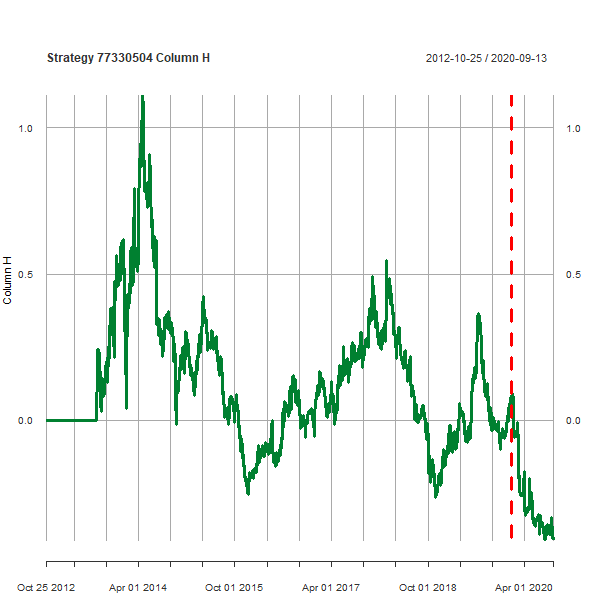 Strategy 77330504 Column H
2012-10-25 / 2020-09-13
1.0
1.0
0.5
0.5
0.0
0.0
Column H
Oct 25 2012
Apr 01 2014
Oct 01 2015
Apr 01 2017
Oct 01 2018
Apr 01 2020